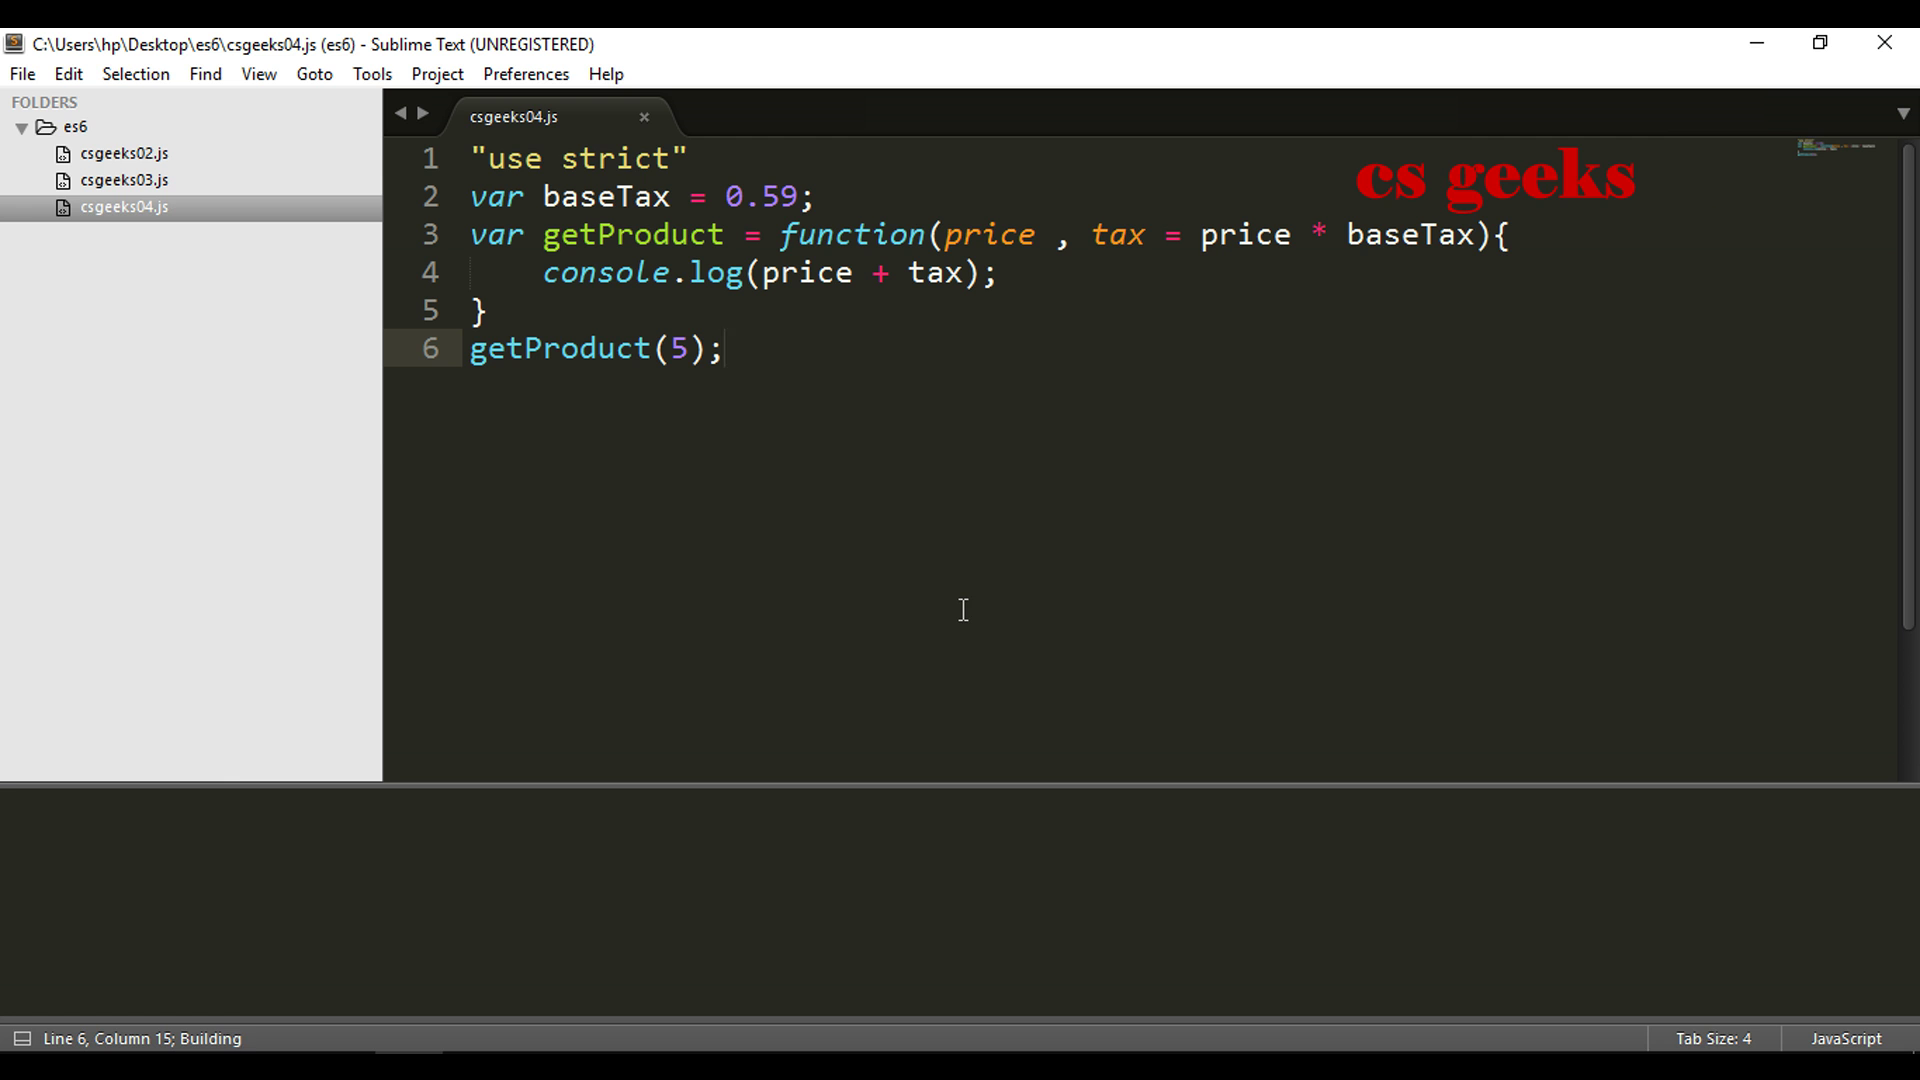 C:\Users\hp\Desktop\es6\csgeeks04.js (es6) - Sublime Text (UNREGISTERED)
File Edit Selection Find View Goto Tools Project Preferences Help
FOLDERS
es6
csgeeks02.js
csgeeks03.js
csgeeks04.js
csgeeks04.js
cs geeks
1 "use strict"
2 var baseTax = 0.59;
3 var getProduct = function(price , tax = price * baseTax){
4 console.log(price + tax);
5 }
6 getProduct(5);
Line 6, Column 15; Building
Tab Size: 4
JavaScript